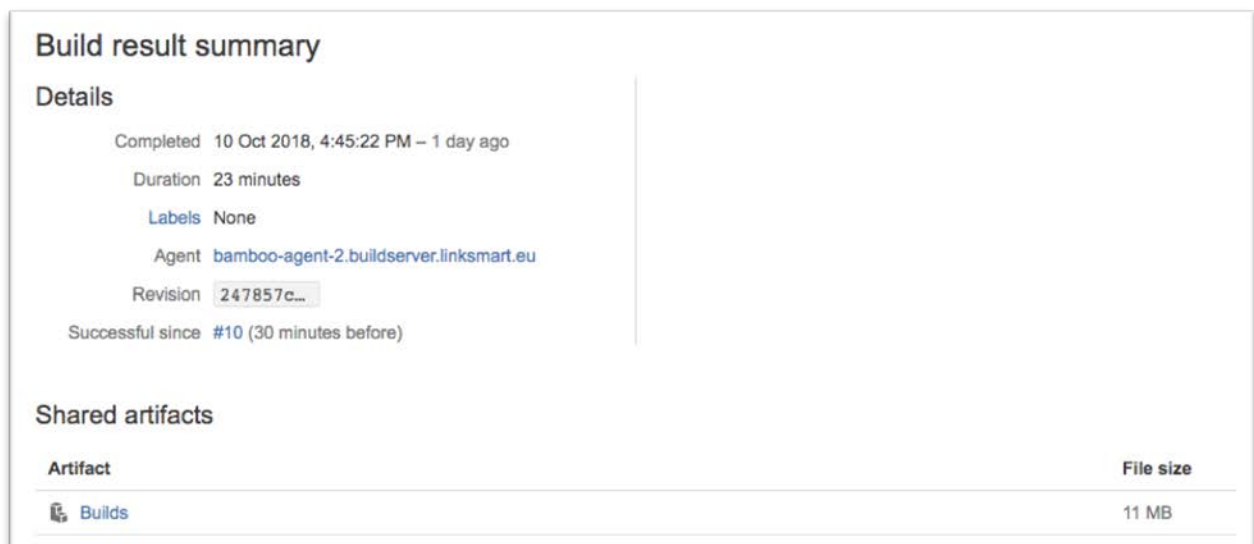 Build result summary
Details
Completed 10 Oct 2018, 4:45:22 PM – 1 day ago
Duration 23 minutes
Labels None
Agent bamboo-agent-2.buildserver.linksmart.eu
Revision 247857c…
Successful since #10 (30 minutes before)
Shared artifacts
Artifact File size
Builds 11 MB